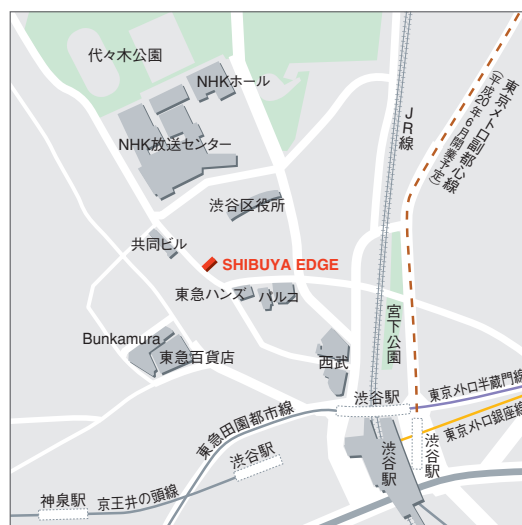 代々木公園
NHKホール
NHK放送センター
JR線
東京メトロ副都心線
(平成20年6月開業予定)
渋谷区役所
共同ビル
SHIBUYA EDGE
東急ハンズ
パルコ
宮下公園
Bunkamura
東急百貨店
西武
渋谷駅
東京メトロ半蔵門線
東急田園都市線
東京メトロ銀座線
渋谷駅
渋谷駅
渋谷駅
京王井の頭線
神泉駅